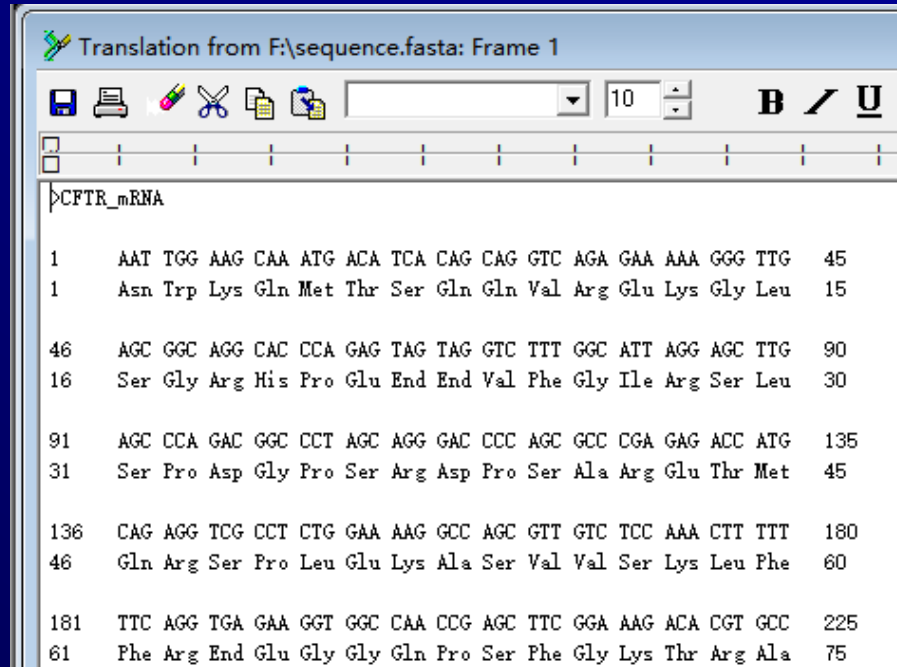 Translation from F:\sequence.fasta: Frame 1
10 B I U
>CFTR_mRNA
1 AAT TGG AAG CAA ATG ACA TCA CAG CAG GTC AGA GAA AAA GGG TTG 45
1 Asn Trp Lys Gln Met Thr Ser Gln Gln Val Arg Glu Lys Gly Leu 15
46 AGC GGC AGG CAC CCA GAG TAG TAG GTC TTT GGC ATT AGG AGC TTG 90
16 Ser Gly Arg His Pro Glu End End Val Phe Gly Ile Arg Ser Leu 30
91 AGC CCA GAC GGC CCT AGC AGG GAC CCC AGC GCC CGA GAG ACC ATG 135
31 Ser Pro Asp Gly Pro Ser Arg Asp Pro Ser Ala Arg Glu Thr Met 45
136 CAG AGG TCG CCT CTG GAA AAG GCC AGC GTT GTC TCC AAA CTT TTT 180
46 Gln Arg Ser Pro Leu Glu Lys Ala Ser Val Val Ser Lys Leu Phe 60
181 TTC AGG TGA GAA GGT GGC CAA CCG AGC TTC GGA AAG ACA CGT GCC 225
61 Phe Arg End Glu Gly Gly Gln Pro Ser Phe Gly Lys Thr Arg Ala 75